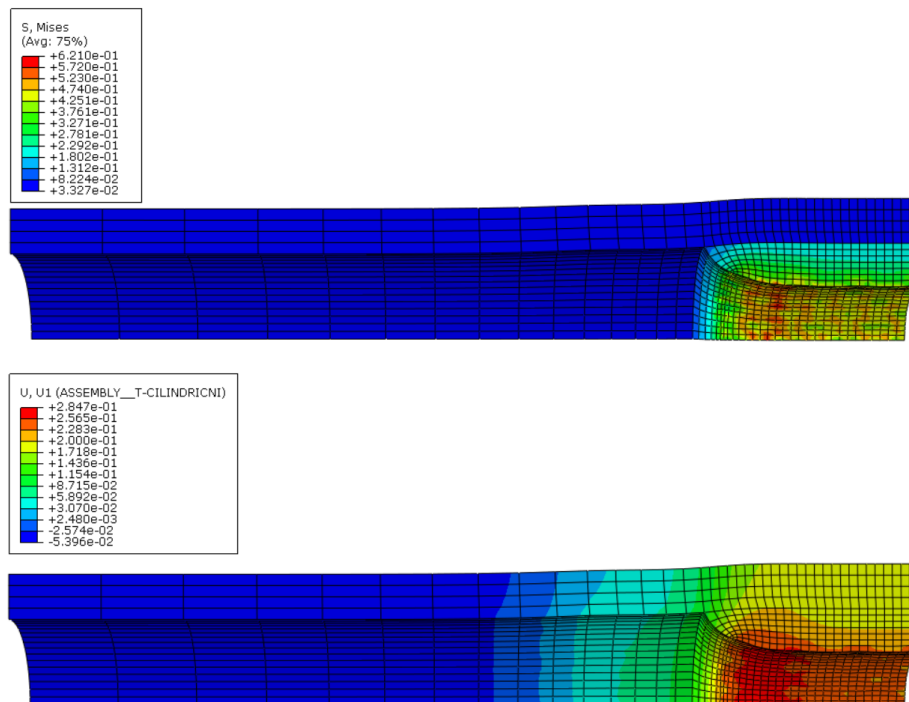 S, Mises
(Avg: 75%)
+6.210e-01
+5.720e-01
+5.230e-01
+4.740e-01
+4.251e-01
+3.761e-01
+3.271e-01
+2.781e-01
+2.292e-01
+1.802e-01
+1.312e-01
+8.224e-02
+3.327e-02
U, U1 (ASSEMBLY__T-CILINDRICNI)
+2.847e-01
+2.565e-01
+2.283e-01
+2.000e-01
+1.718e-01
+1.436e-01
+1.154e-01
+8.715e-02
+5.892e-02
+3.070e-02
+2.480e-03
-2.574e-02
-5.396e-02